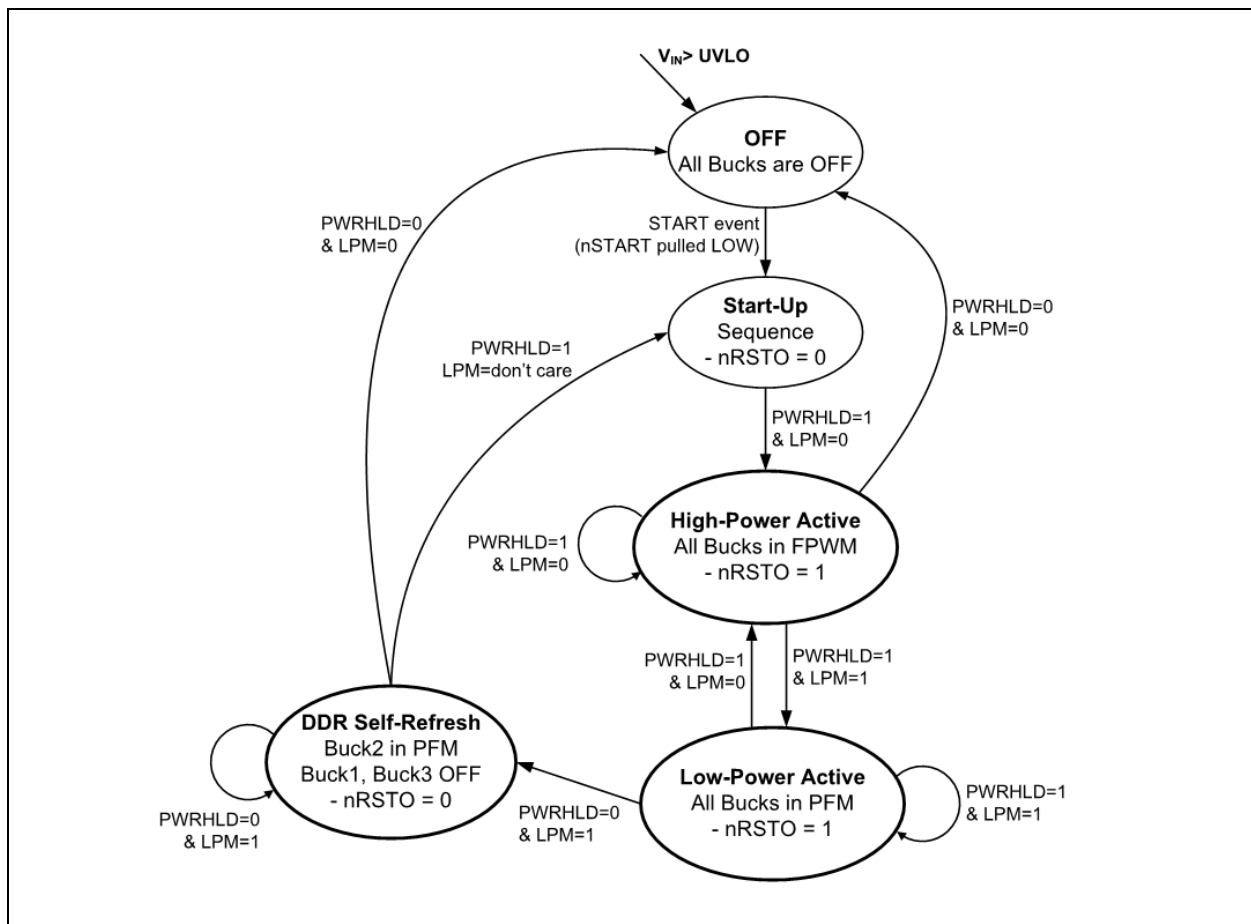 VIN> UVLO
OFF
All Bucks are OFF
PWRHLD=0
& LPM=0
START event
(nSTART pulled LOW)
Start-Up
Sequence
- nRSTO = 0
PWRHLD=0
& LPM=0
PWRHLD=1
LPM=don't care
PWRHLD=1
& LPM=0
High-Power Active
All Bucks in FPWM
- nRSTO = 1
PWRHLD=1
& LPM=0
PWRHLD=1
& LPM=0
PWRHLD=1
& LPM=1
DDR Self-Refresh
Buck2 in PFM
Buck1, Buck3 OFF
- nRSTO = 0
PWRHLD=0
& LPM=1
PWRHLD=0
& LPM=1
Low-Power Active
All Bucks in PFM
- nRSTO = 1
PWRHLD=1
& LPM=1